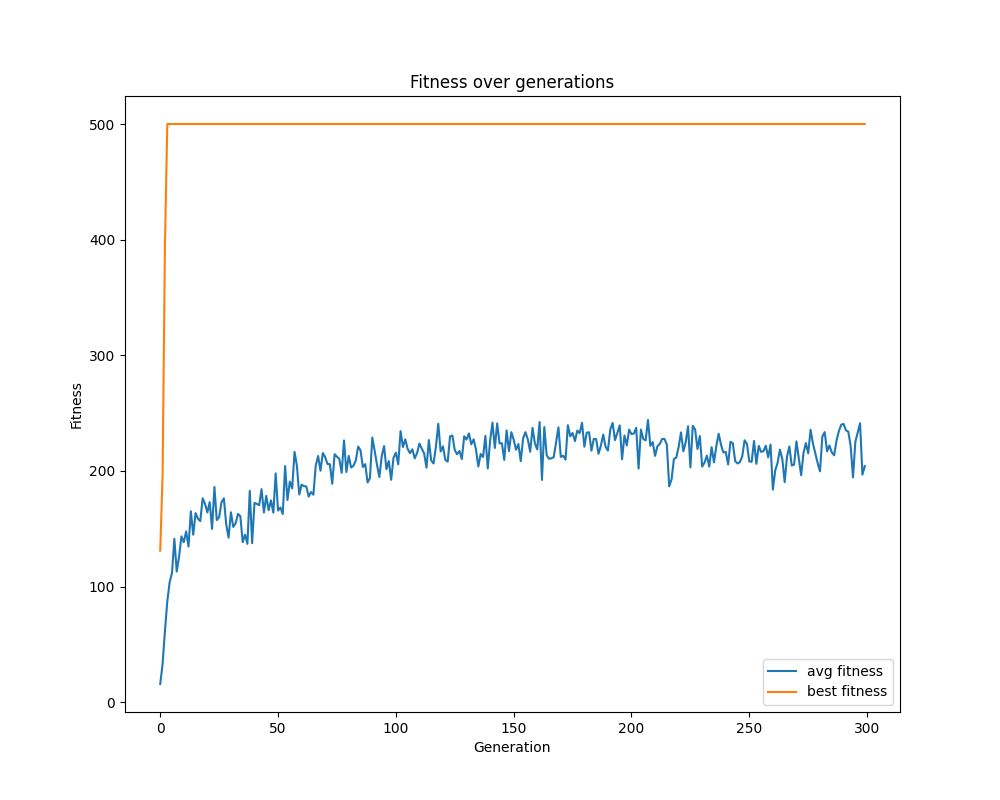 Fitness over generations
500
400
300
200
100
0
Fitness
0 50 100 150 200 250 300
Generation
avg fitness
best fitness